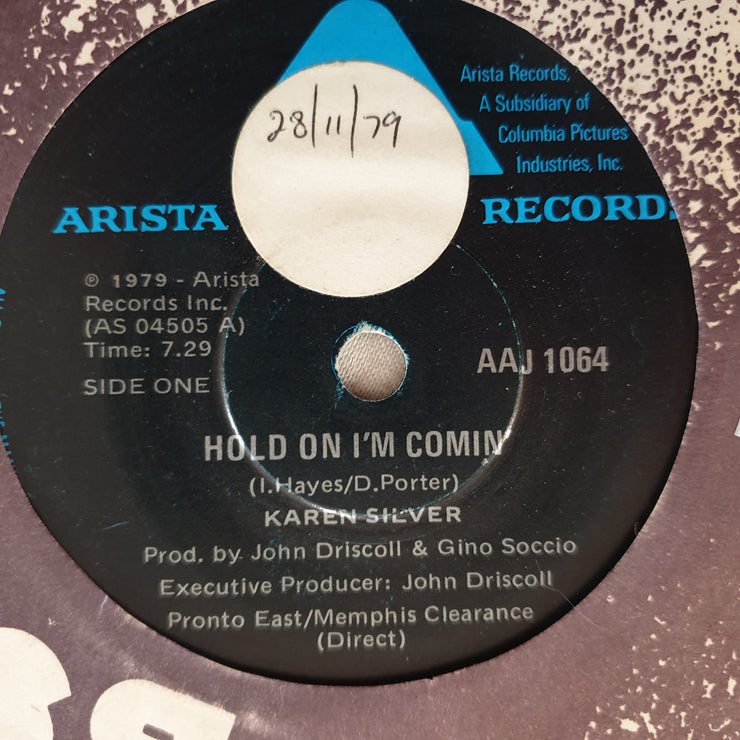 Arista Records,
A Subsidiary of
Columbia Pictures
Industries, Inc.
28/11/79
ARISTA RECORDS
℗ 1979 - Arista
Records Inc.
(AS 04505 A)
Time: 7.29
SIDE ONE
AAJ 1064
HOLD ON I'M COMIN'
(I.Hayes/D.Porter)
KAREN SILVER
Prod. by John Driscoll & Gino Soccio
Executive Producer: John Driscoll
Pronto East/Memphis Clearance
(Direct)